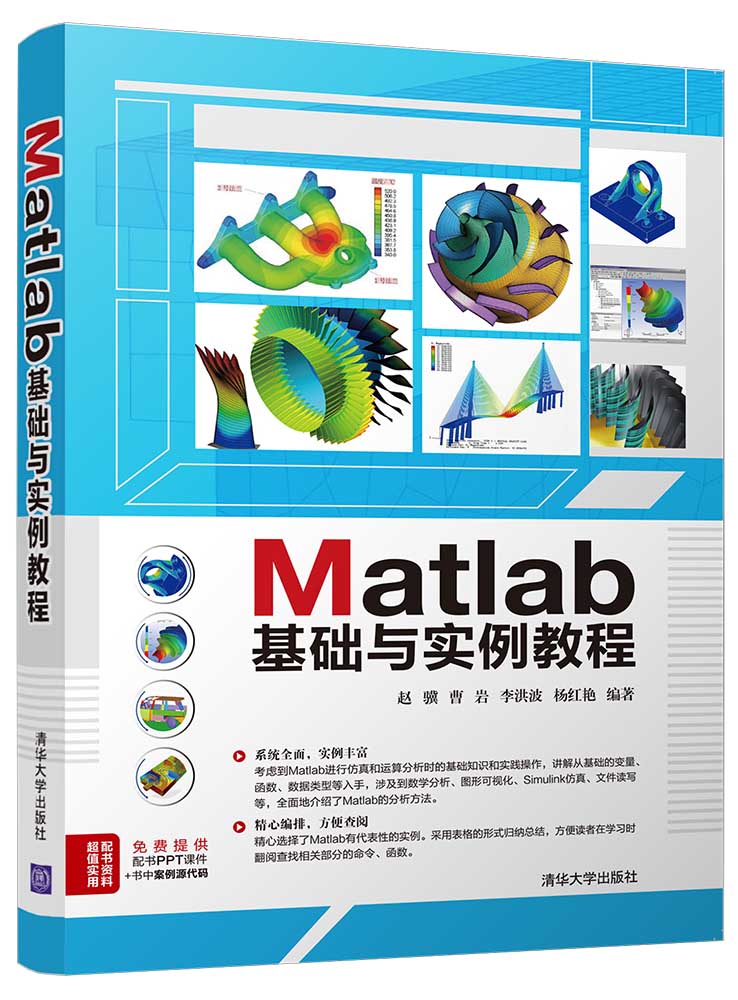 Matlab基础与实例教程
清华大学出版社
Matlab
基础与实例教程
赵骥 曹岩 李洪波 杨红艳 编著
系统全面，实例丰富
考虑到Matlab进行仿真和运算分析时的基础知识和实践操作，讲解从基础的变量、
函数、数据类型等入手，涉及到数学分析、图形可视化、Simulink仿真、文件读写
等，全面地介绍了Matlab的分析方法。
精心编排，方便查阅
精心选择了Matlab有代表性的实例。采用表格的形式归纳总结，方便读者在学习时
翻阅查找相关部分的命令、函数。
配书资料
超值实用
免费提供
配书PPT课件
+书中案例源代码
清华大学出版社